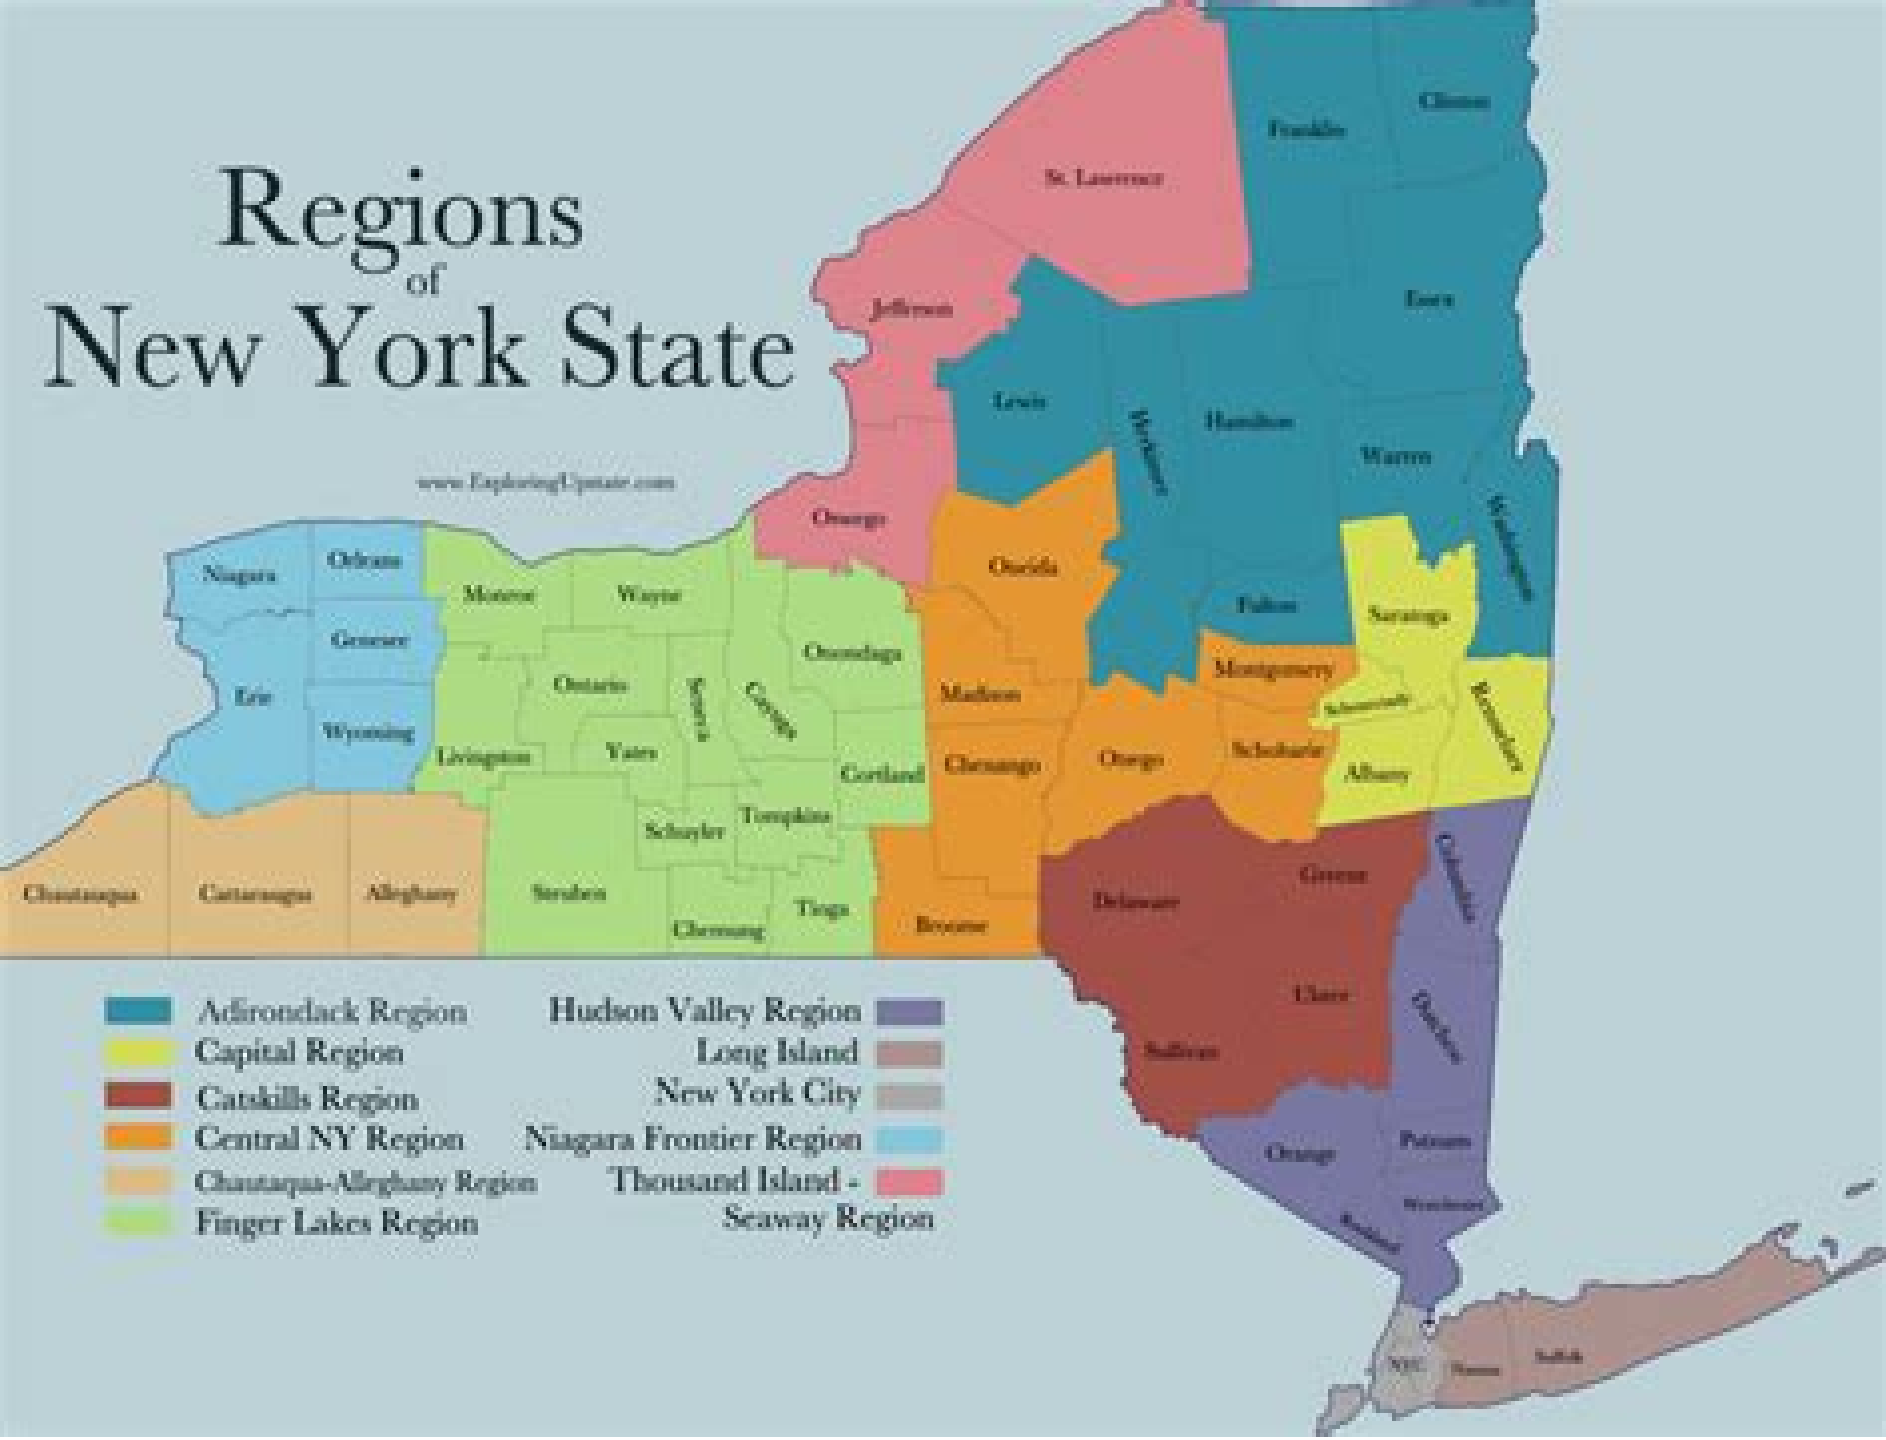 Regions
of
New York State
www.ExploringUpstate.com
Clinton
Franklin
St. Lawrence
Essex
Jefferson
Lewis
Herkimer
Hamilton
Warren
Washington
Oswego
Oneida
Fulton
Saratoga
Niagara
Orleans
Monroe
Wayne
Genesee
Onondaga
Montgomery
Erie
Ontario
Seneca
Cayuga
Madison
Schenectady
Rensselaer
Wyoming
Livingston
Yates
Cortland
Chenango
Otsego
Schoharie
Albany
Schuyler
Tompkins
Chautauqua
Cattaraugus
Alleghany
Steuben
Chemung
Tioga
Broome
Delaware
Greene
Columbia
Ulster
Dutchess
Sullivan
Orange
Putnam
Westchester
Rockland
NYC
Nassau
Suffolk
Adirondack Region
Capital Region
Catskills Region
Central NY Region
Chautaqua-Alleghany Region
Finger Lakes Region
Hudson Valley Region
Long Island
New York City
Niagara Frontier Region
Thousand Island -
Seaway Region